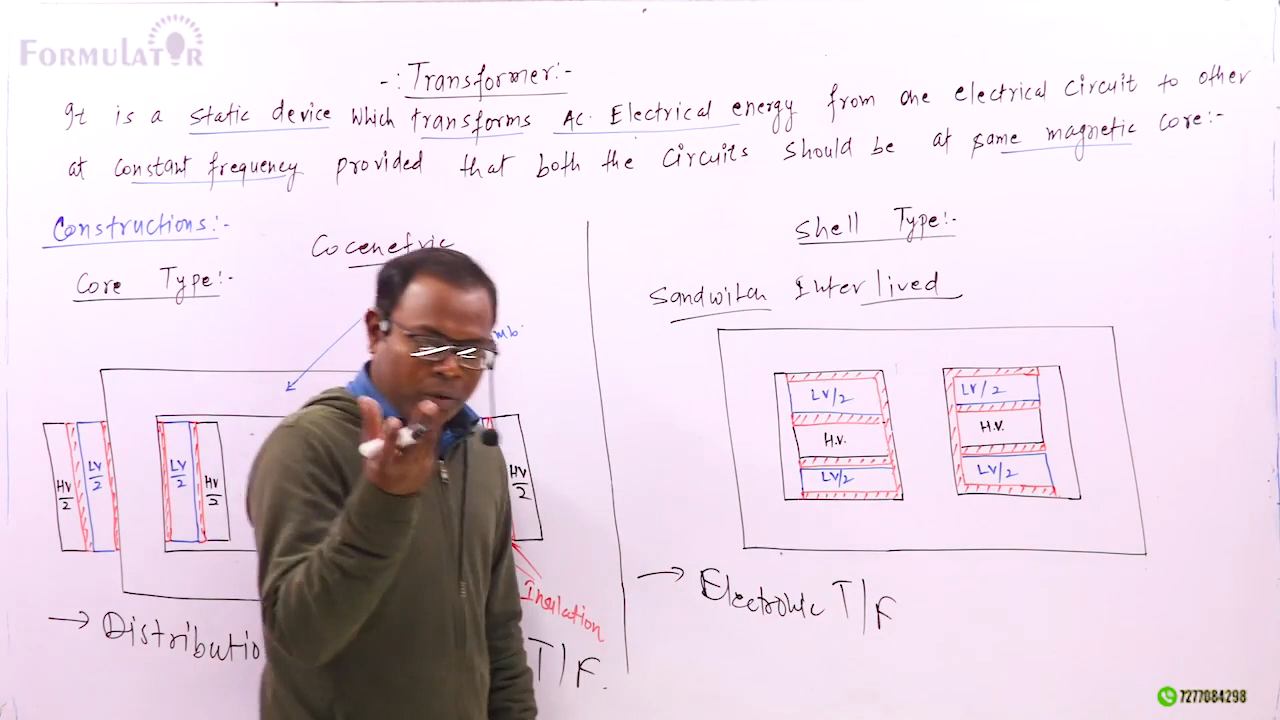 FORMULATOR
-: Transformer:-
It is a static device which transforms AC. Electrical energy from one electrical circuit to other
at constant frequency provided that both the circuits should be at same magnetic core:-
Constructions:-
Cocenetric
Core Type:-
Shell Type:-
Sandwitch Interlived
mb
HV/2
LV/2
LV/2
HV/2
HV/2
Insulation
→ Distributio
T/F.
LV/2
H.V.
LV/2
LV/2
H.V.
LV/2
→ Electronic T/F
7277084298